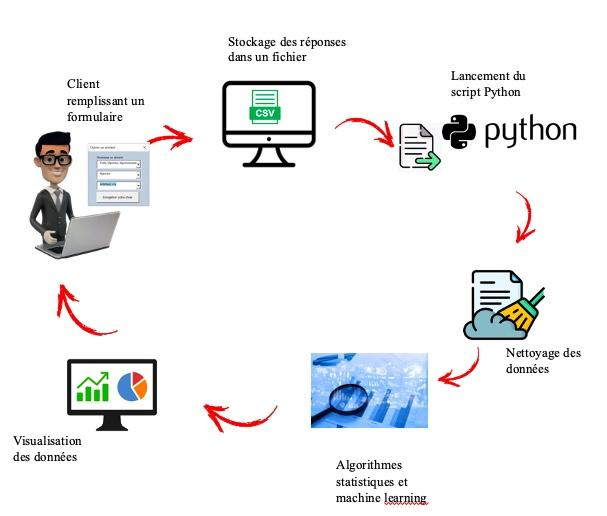 Stockage des réponses
dans un fichier
Client
remplissant un
formulaire
Lancement du
script Python
CSV
python
Nettoyage des
données
Visualisation
des données
Algorithmes
statistiques et
machine learning